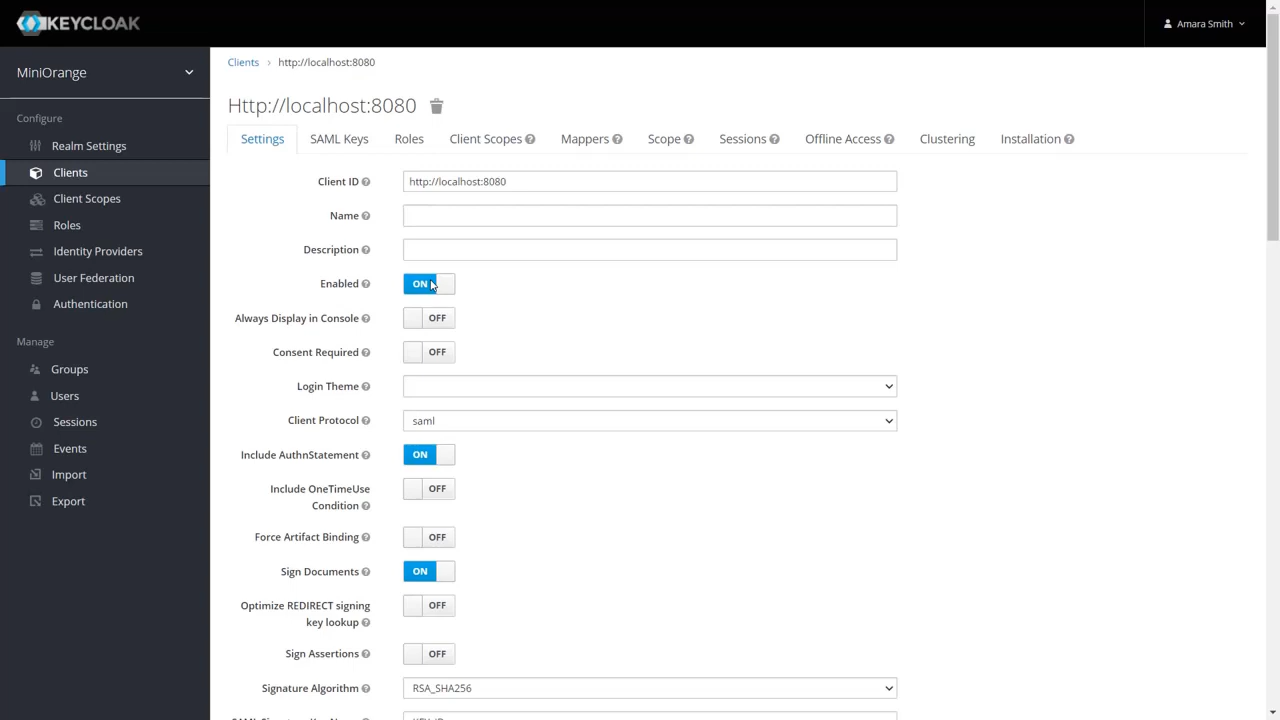 KEYCLOAK
Amara Smith
MiniOrange
Configure
Realm Settings
Clients
Client Scopes
Roles
Identity Providers
User Federation
Authentication
Manage
Groups
Users
Sessions
Events
Import
Export
Clients > http://localhost:8080
Http://localhost:8080
Settings SAML Keys Roles Client Scopes Mappers Scope Sessions Offline Access Clustering Installation
Client ID http://localhost:8080
Name
Description
Enabled ON
Always Display in Console OFF
Consent Required OFF
Login Theme
Client Protocol saml
Include AuthnStatement ON
Include OneTimeUse
Condition OFF
Force Artifact Binding OFF
Sign Documents ON
Optimize REDIRECT signing
key lookup OFF
Sign Assertions OFF
Signature Algorithm RSA_SHA256